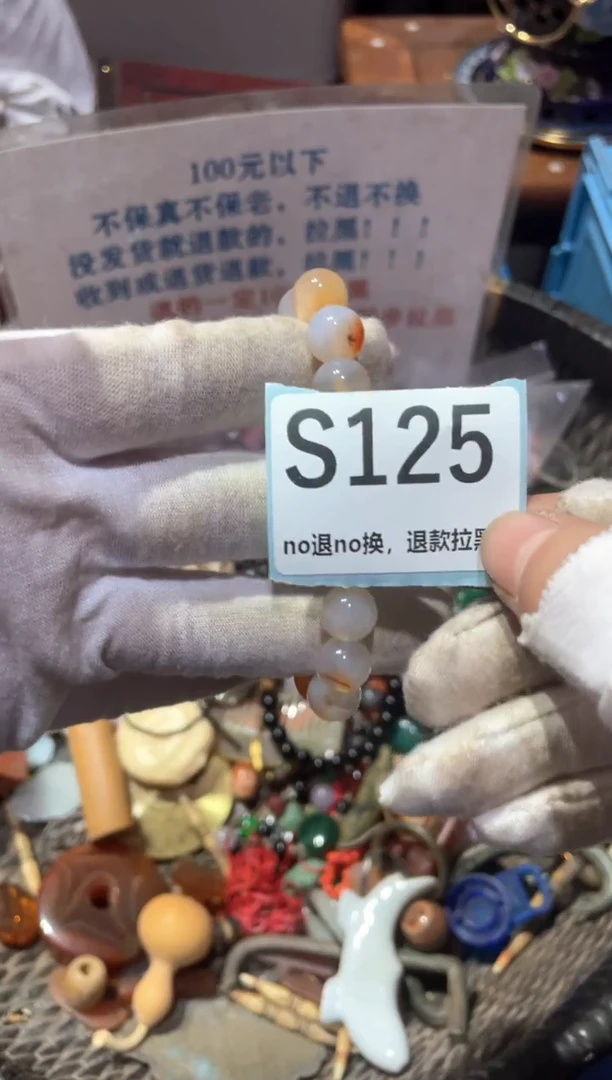 100元以下
不保真不保老，不退不换
没发货就退款的，拉黑！！！
收到或退货退款，拉黑！！！
S125
no退no换，退款拉黑